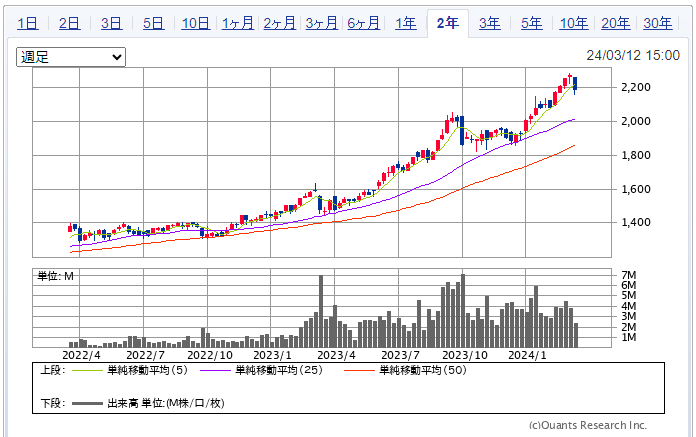 1日 5日 10日 1ヶ月 2ヶ月 3ヶ月 6ヶ月 1年 2年 3年 5年 10年 20年 30年
週足
24/03/12 15:00
2,200
2,000
1,800
1,600
1,400
単位: M
7M
6M
5M
4M
3M
2M
1M
2022/4 2022/7 2022/10 2023/1 2023/4 2023/7 2023/10 2024/1
上段: 単純移動平均(5) 単純移動平均(25) 単純移動平均(50)
下段: 出来高 単位:(M株/口/枚)
(c)Quants Research Inc.